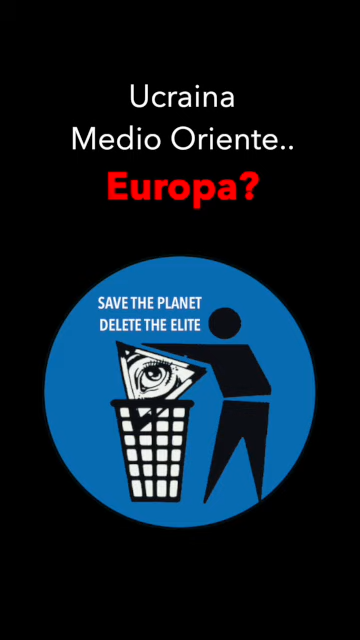 Ucraina
Medio Oriente..
Europa?
SAVE THE PLANET
DELETE THE ELITE